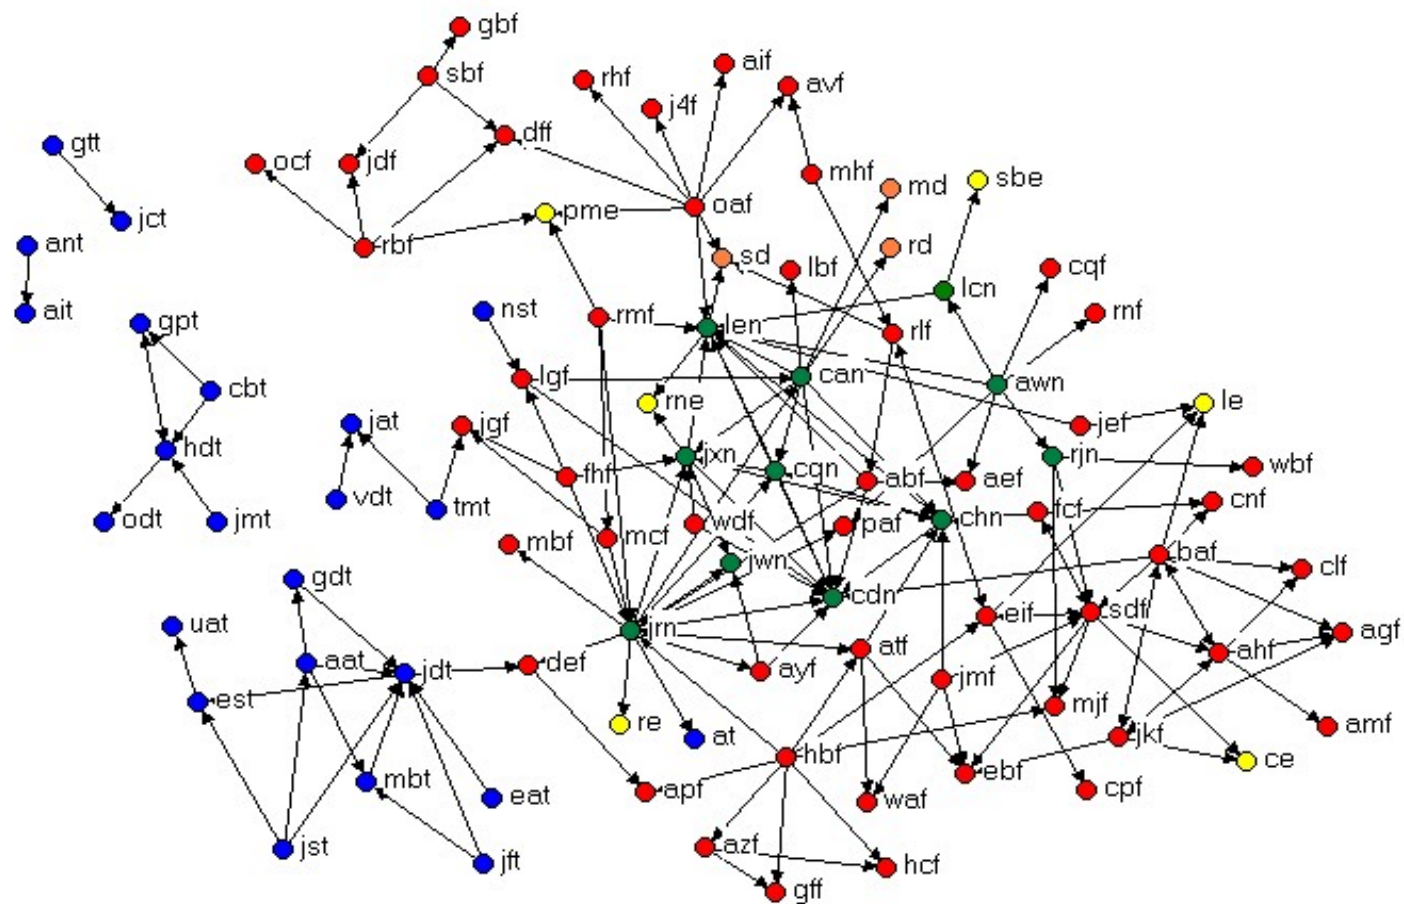 gbf
sbf
aif
rhf
avf
j4f
dff
gtt
ocf
jdf
mhf
md
sbe
oaf
pme
jct
ant
rbf
sd
rd
lbf
cqf
lcn
ait
gpt
nst
rmf
len
rnf
rlf
cbt
lgf
can
awn
rne
le
jat
jgf
jef
hdt
jxn
rjn
cqn
wbf
fhf
abf
aef
vdt
tmt
cnf
odt
jmt
wdf
paf
chn
fcf
mbf
mcf
baf
jwn
clf
gdt
cdn
uat
jrn
eif
sdf
agf
atf
ahf
aat
jdt
def
ayf
jmf
est
mjf
re
at
jkf
amf
hbf
ce
mbt
ebf
eat
apf
waf
cpf
jst
azf
jft
hcf
gff